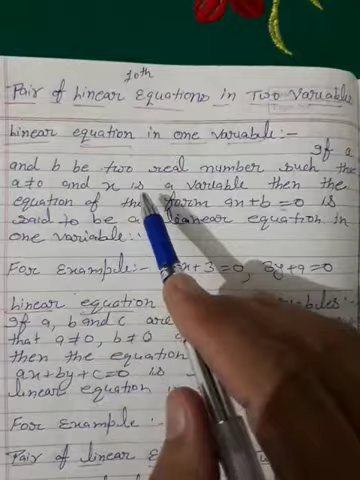 10th
Pair of Linear Equations in Two Variables
Linear equation in one variable:-
If a
and b be two real number such that
a≠0 and x is a variable then the
equation of the form ax+b=0 is
said to be a lianear equation in
one variable:-
For Example:- x+3=0, 3y+9=0
Linear equation
If a, b and c are
that a≠0, b≠0
then the equation
ax+by+c=0 is
linear equation
For Example :-
Pair of linear